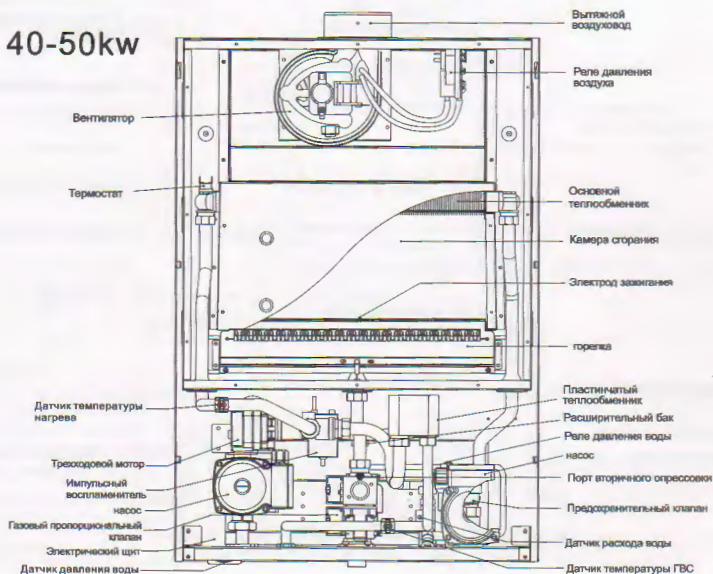 40-50kw
Вытяжной
воздуховод
Реле давления
воздуха
Вентилятор
Термостат
Основной
теплообменник
Камера сгорания
Электрод зажигания
горелка
Пластинчатый
теплообменник
Датчик температуры
нагрева
Расширительный бак
Реле давления воды
насос
Трехходовой мотор
Порт вторичного опрессовки
Импульсный
воспламенитель
насос
Предохранительный клапан
Газовый пропорциональный
клапан
Датчик расхода воды
Электрический щит
Датчик давления воды
Датчик температуры ГВС